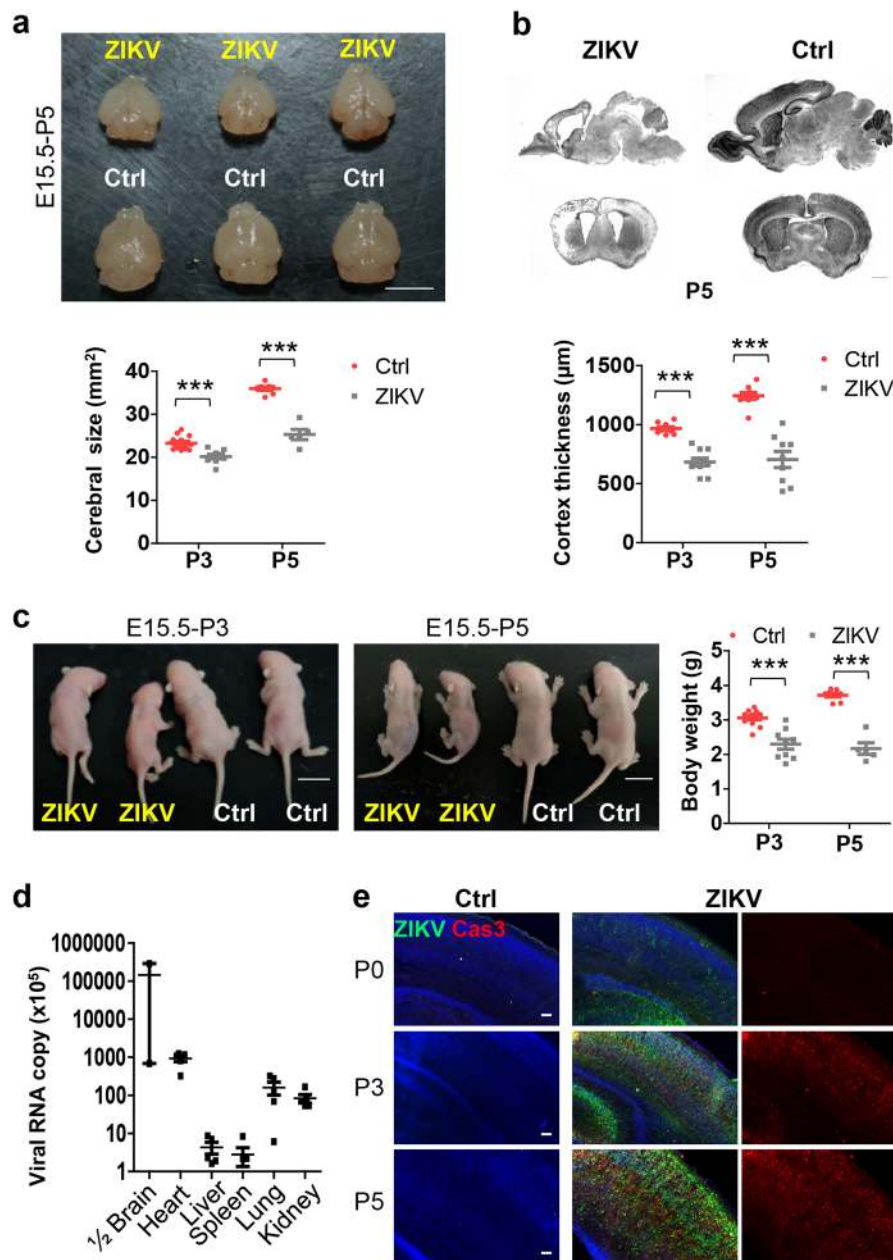 a
ZIKV ZIKV ZIKV
E15.5-P5
Ctrl Ctrl Ctrl
Cerebral size (mm²)
40
30
20
10
0
*** ***
Ctrl
ZIKV
P3 P5
b
ZIKV Ctrl
P5
Cortex thickness (µm)
1500
1000
500
0
*** ***
Ctrl
ZIKV
P3 P5
c
E15.5-P3 E15.5-P5
ZIKV ZIKV Ctrl Ctrl
ZIKV ZIKV Ctrl Ctrl
Ctrl ZIKV
Body weight (g)
5
4
3
2
1
0
*** ***
P3 P5
d
Viral RNA copy (x10⁵)
1000000
100000
10000
1000
100
10
1
½ Brain
Heart
Liver
Spleen
Lung
Kidney
e
Ctrl ZIKV
ZIKV Cas3
P0
P3
P5